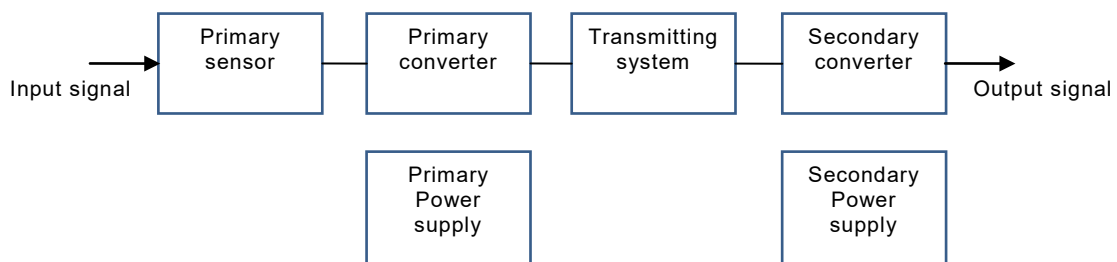 Primary
sensor
Primary
converter
Transmitting
system
Secondary
converter
Input signal
Output signal
Primary
Power
supply
Secondary
Power
supply